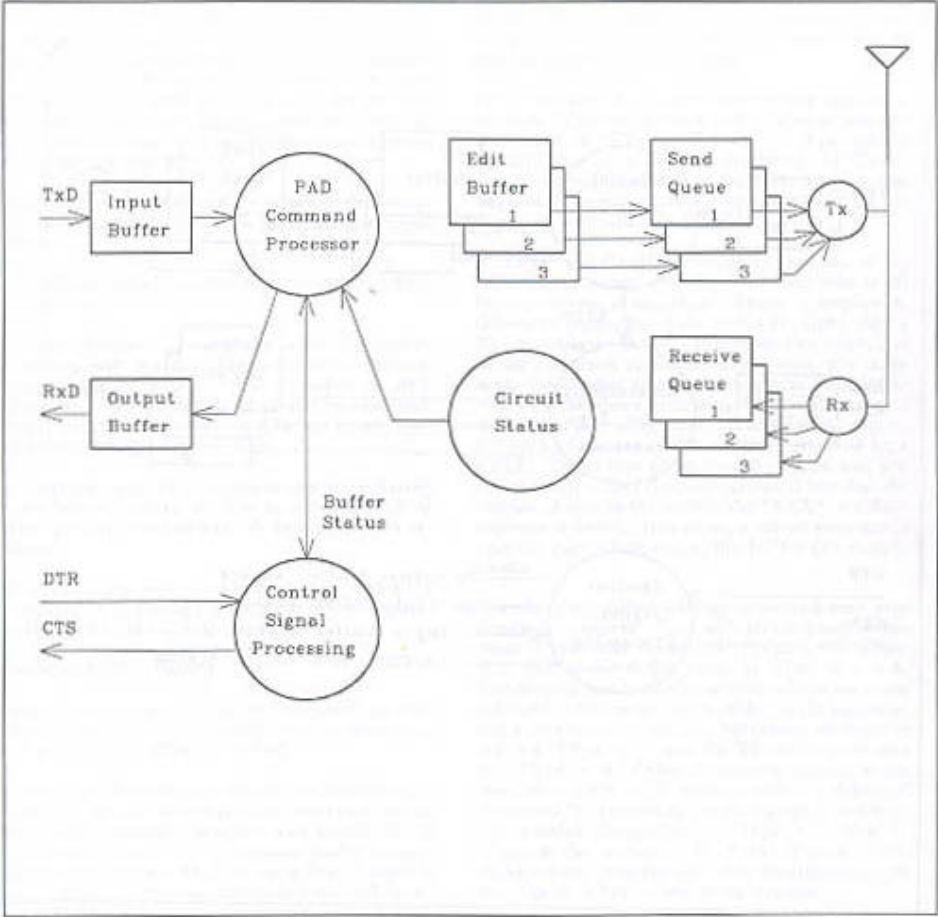 TxD
Input
Buffer
PAD
Command
Processor
Edit
Buffer
1
2
3
Send
Queue
1
2
3
Tx
RxD
Output
Buffer
Circuit
Status
Receive
Queue
1
2
3
Rx
Buffer
Status
DTR
CTS
Control
Signal
Processing